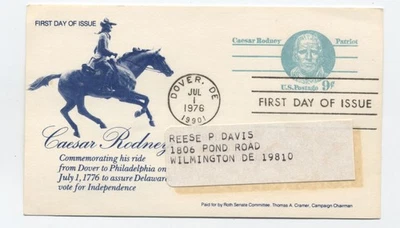 FIRST DAY OF ISSUE
Caesar Rodney Patriot
U.S. Postage 9¢
DOVER, DE
JUL
1
1976
19901
FIRST DAY OF ISSUE
Caesar Rodney
Commemorating his ride
from Dover to Philadelphia on
July 1, 1776 to assure Delaware
vote for Independence
REESE P DAVIS
1806 POND ROAD
WILMINGTON DE 19810
Paid for by Roth Senate Committee. Thomas A. Cramer, Campaign Chairman